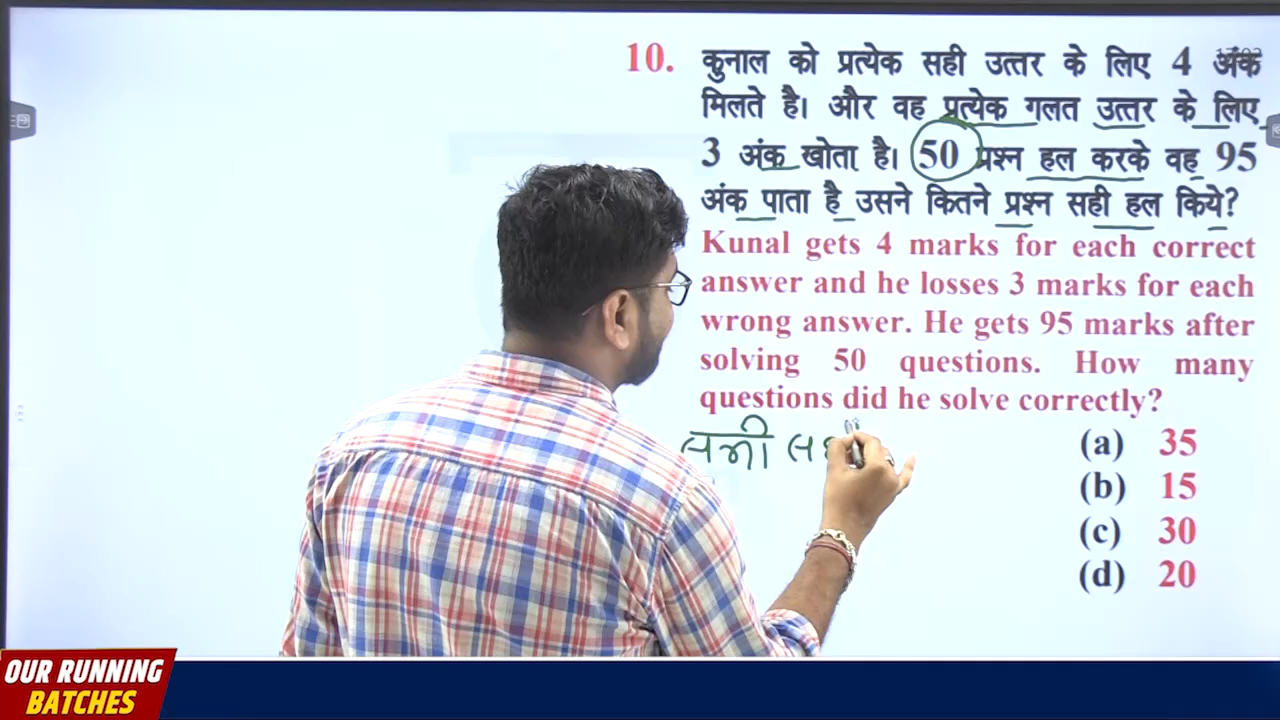 10. कुनाल को प्रत्येक सही उत्तर के लिए 4 अंक
मिलते है। और वह प्रत्येक गलत उत्तर के लिए
3 अंक खोता है। 50 प्रश्न हल करके वह 95
अंक पाता है उसने कितने प्रश्न सही हल किये?
Kunal gets 4 marks for each correct
answer and he losses 3 marks for each
wrong answer. He gets 95 marks after
solving 50 questions. How many
questions did he solve correctly?
सभी
(a) 35
(b) 15
(c) 30
(d) 20
OUR RUNNING
BATCHES